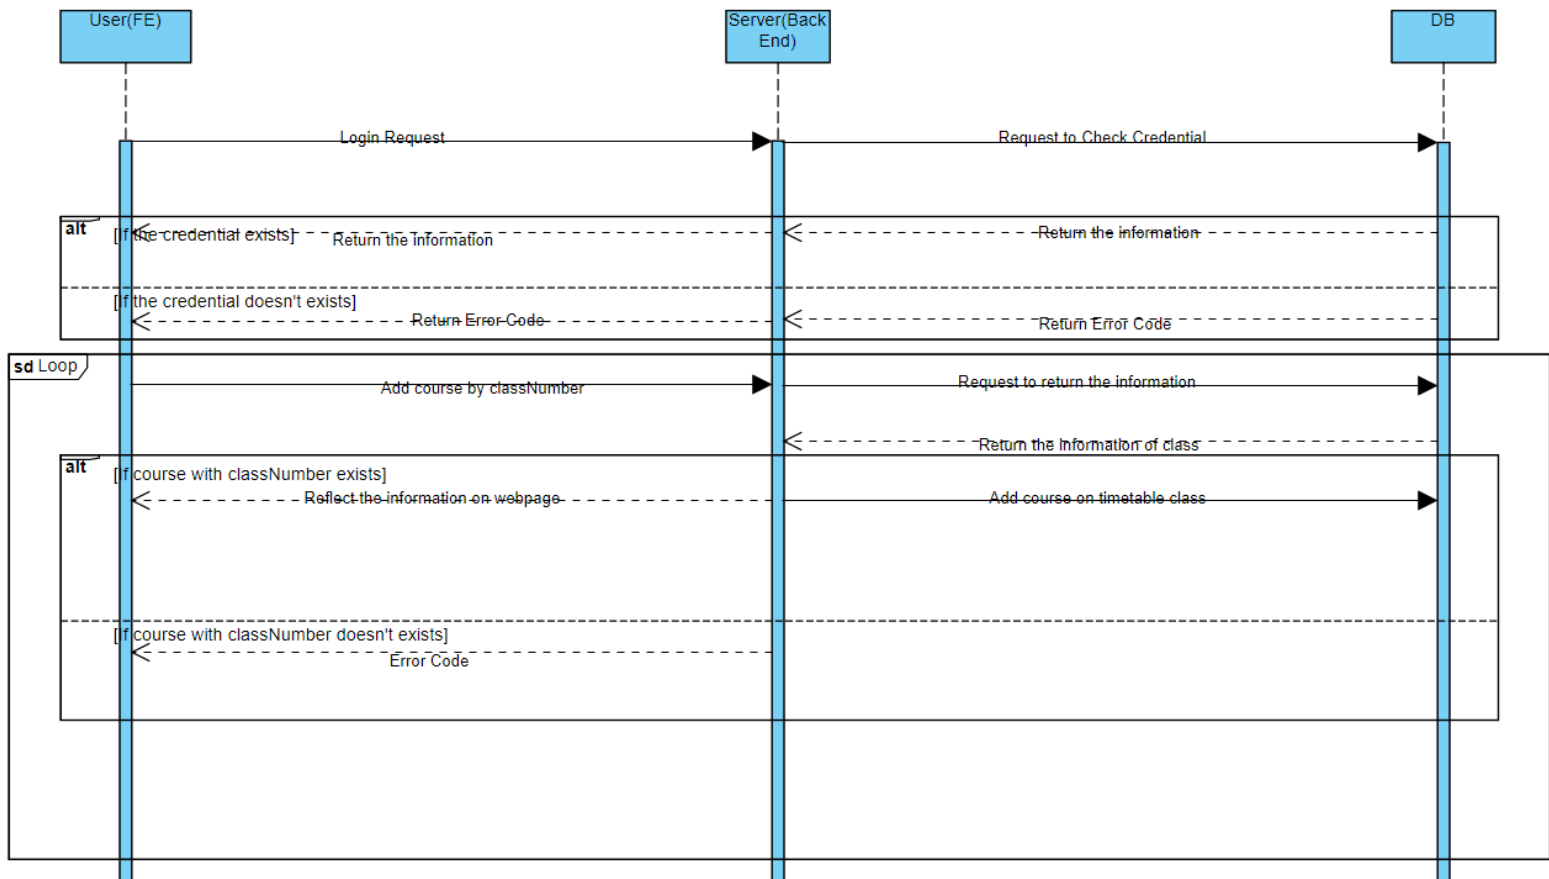 User(FE)
Server(Back
End)
DB
Login Request
Request to Check Credential
alt
[If the credential exists]
Return the information
Return the information
[If the credential doesn't exists]
Return Error Code
Return Error Code
sd Loop
Add course by classNumber
Request to return the information
Return the information of class
alt
[If course with classNumber exists]
Reflect the information on webpage
Add course on timetable class
[If course with classNumber doesn't exists]
Error Code